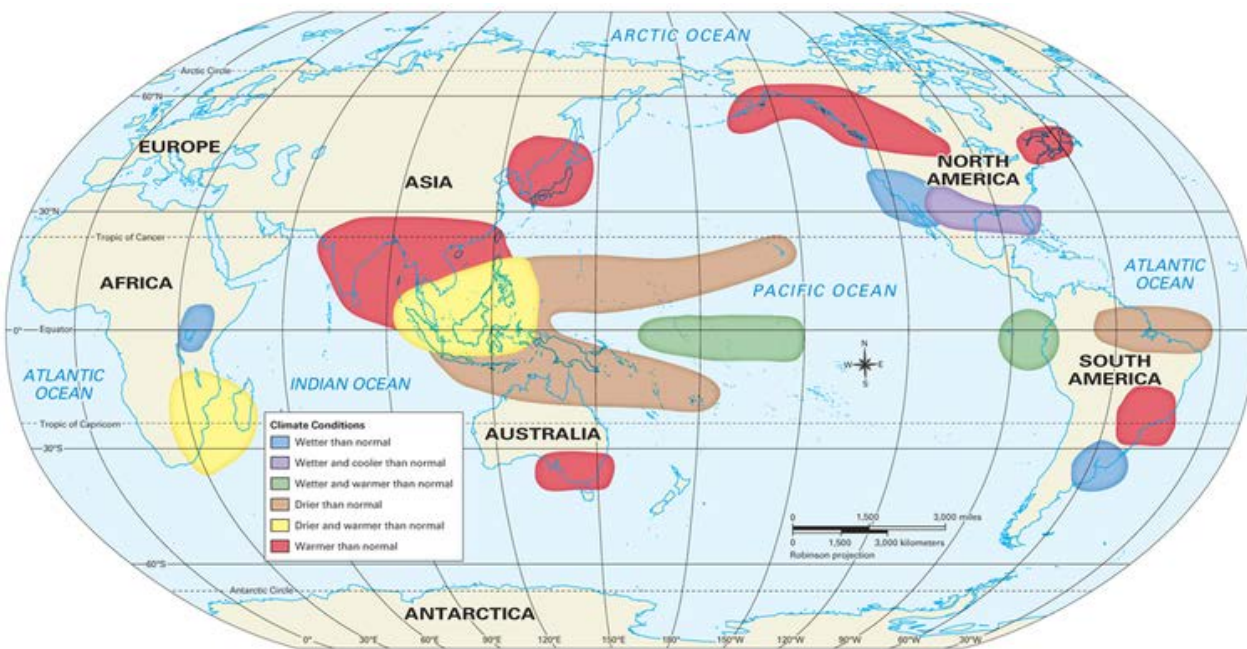 ARCTIC OCEAN
Arctic Circle
60°N
EUROPE
ASIA
NORTH
AMERICA
30°N
Tropic of Cancer
AFRICA
ATLANTIC
OCEAN
PACIFIC OCEAN
0°
Equator
N
W
E
S
ATLANTIC
OCEAN
INDIAN OCEAN
SOUTH
AMERICA
Tropic of Capricorn
AUSTRALIA
30°S
Climate Conditions
Wetter than normal
Wetter and cooler than normal
Wetter and warmer than normal
Drier than normal
Drier and warmer than normal
Warmer than normal
0 1,500 3,000 miles
0 1,500 3,000 kilometers
Robinson projection
60°S
Antarctic Circle
ANTARCTICA
0° 30°E 60°E 90°E 120°E 150°E 180° 150°W 120°W 90°W 60°W 30°W